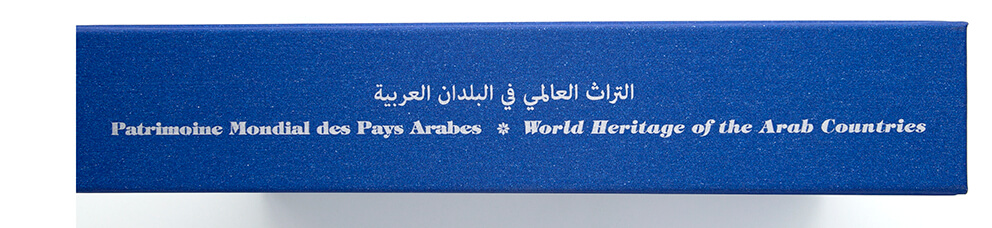 التراث العالمي في البلدان العربية
Patrimoine Mondial des Pays Arabes ✵ World Heritage of the Arab Countries